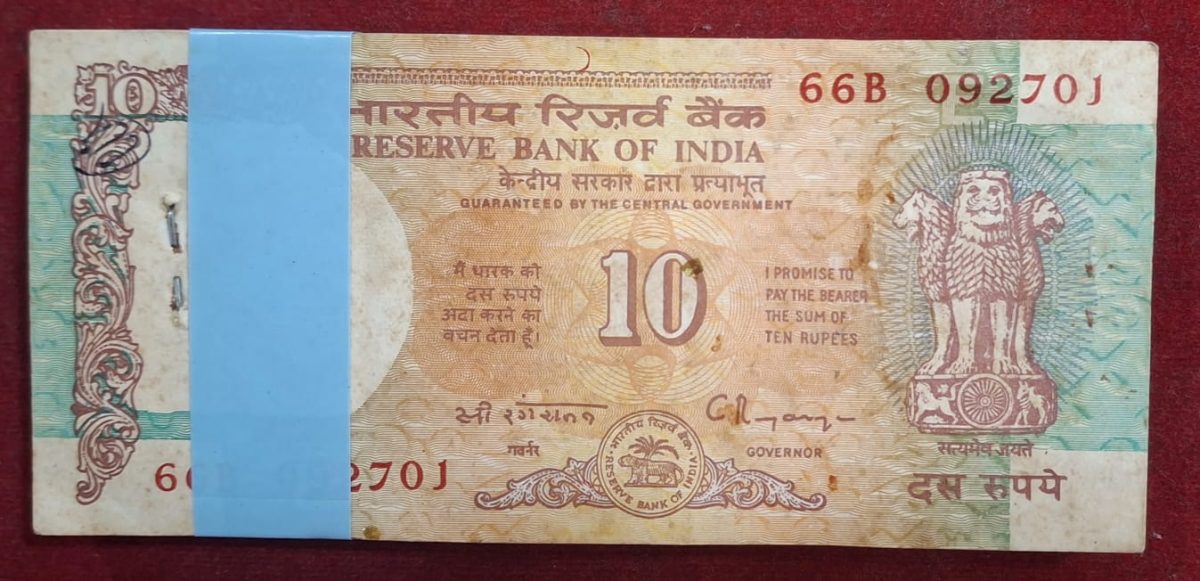 10
66B 092701
भारतीय रिज़र्व बैंक
RESERVE BANK OF INDIA
केन्द्रीय सरकार द्वारा प्रत्याभूत
GUARANTEED BY THE CENTRAL GOVERNMENT
मैं धारक को
दस रुपये
अदा करने का
वचन देता हूँ।
10
I PROMISE TO
PAY THE BEARER
THE SUM OF
TEN RUPEES
गवर्नर
GOVERNOR
भारतीय रिज़र्व बैंक
RESERVE BANK OF INDIA
सत्यमेव जयते
दस रुपये
2701